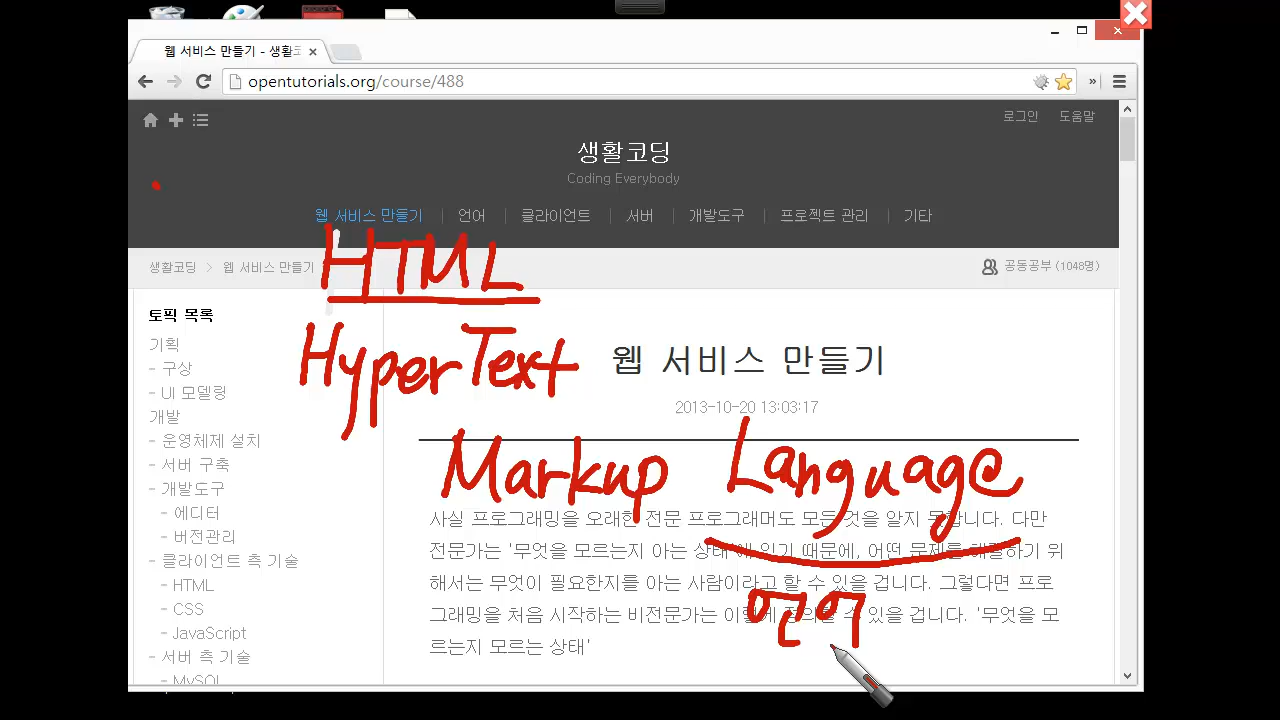 웹 서비스 만들기 - 생활코
opentutorials.org/course/488
로그인 도움말
생활코딩
Coding Everybody
웹 서비스 만들기 언어 클라이언트 서버 개발도구 프로젝트 관리 기타
HTML
생활코딩 > 웹 서비스 만들기
공동공부 (1048명)
토픽 목록
기획
- 구상
- UI 모델링
개발
- 운영체제 설치
- 서버 구축
- 개발도구
- 에디터
- 버전관리
- 클라이언트 측 기술
- HTML
- CSS
- JavaScript
- 서버 측 기술
- MySQL
HyperText
웹 서비스 만들기
2013-10-20 13:03:17
Markup Language
사실 프로그래밍을 오래한 전문 프로그래머도 모든 것을 알지 못합니다. 다만
전문가는 '무엇을 모르는지 아는 상태'에 있기 때문에, 어떤 문제를 해결하기 위
해서는 무엇이 필요한지를 아는 사람이라고 할 수 있을 겁니다. 그렇다면 프로
그래밍을 처음 시작하는 비전문가는 이렇게 정의할 수 있을 겁니다. '무엇을 모
르는지 모르는 상태'